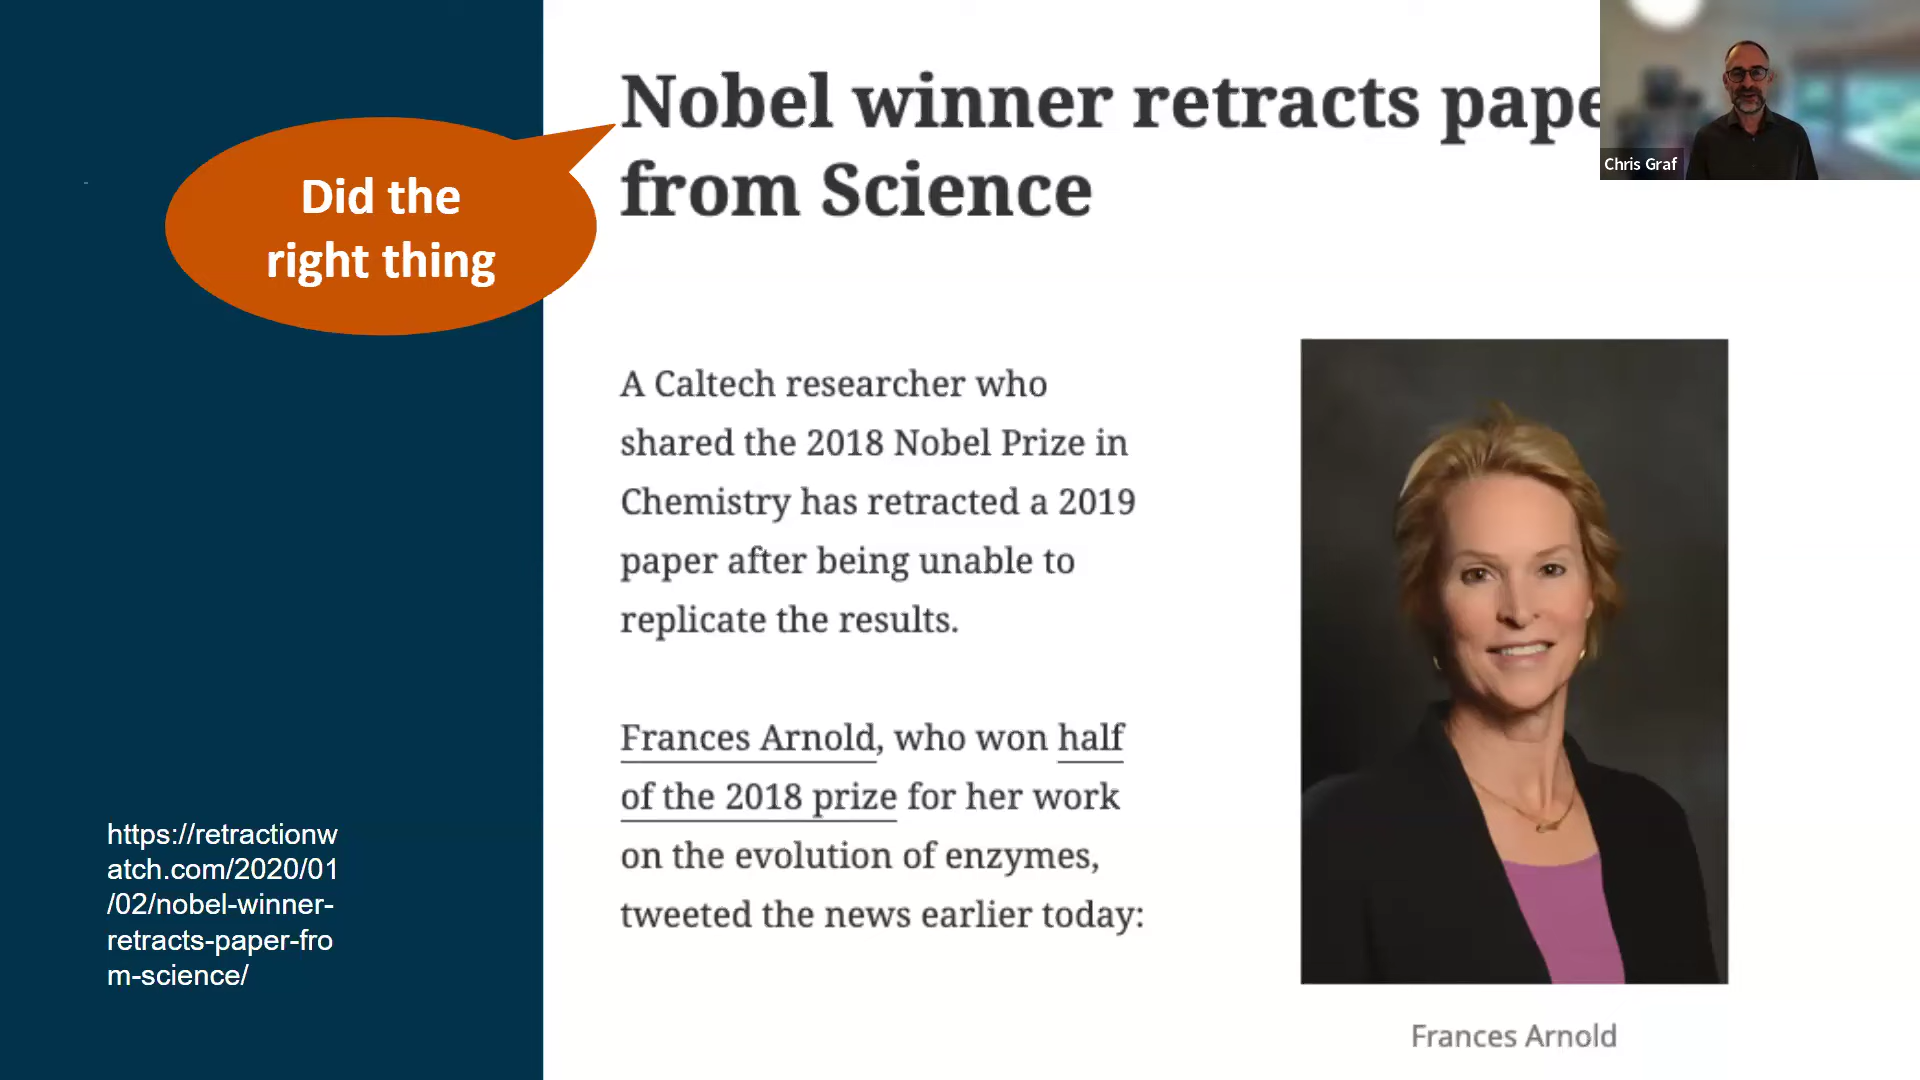 Nobel winner retracts pape
from Science
Chris Graf
Did the
right thing
A Caltech researcher who
shared the 2018 Nobel Prize in
Chemistry has retracted a 2019
paper after being unable to
replicate the results.
Frances Arnold, who won half
of the 2018 prize for her work
on the evolution of enzymes,
tweeted the news earlier today:
https://retractionw
atch.com/2020/01
/02/nobel-winner-
retracts-paper-fro
m-science/
Frances Arnold